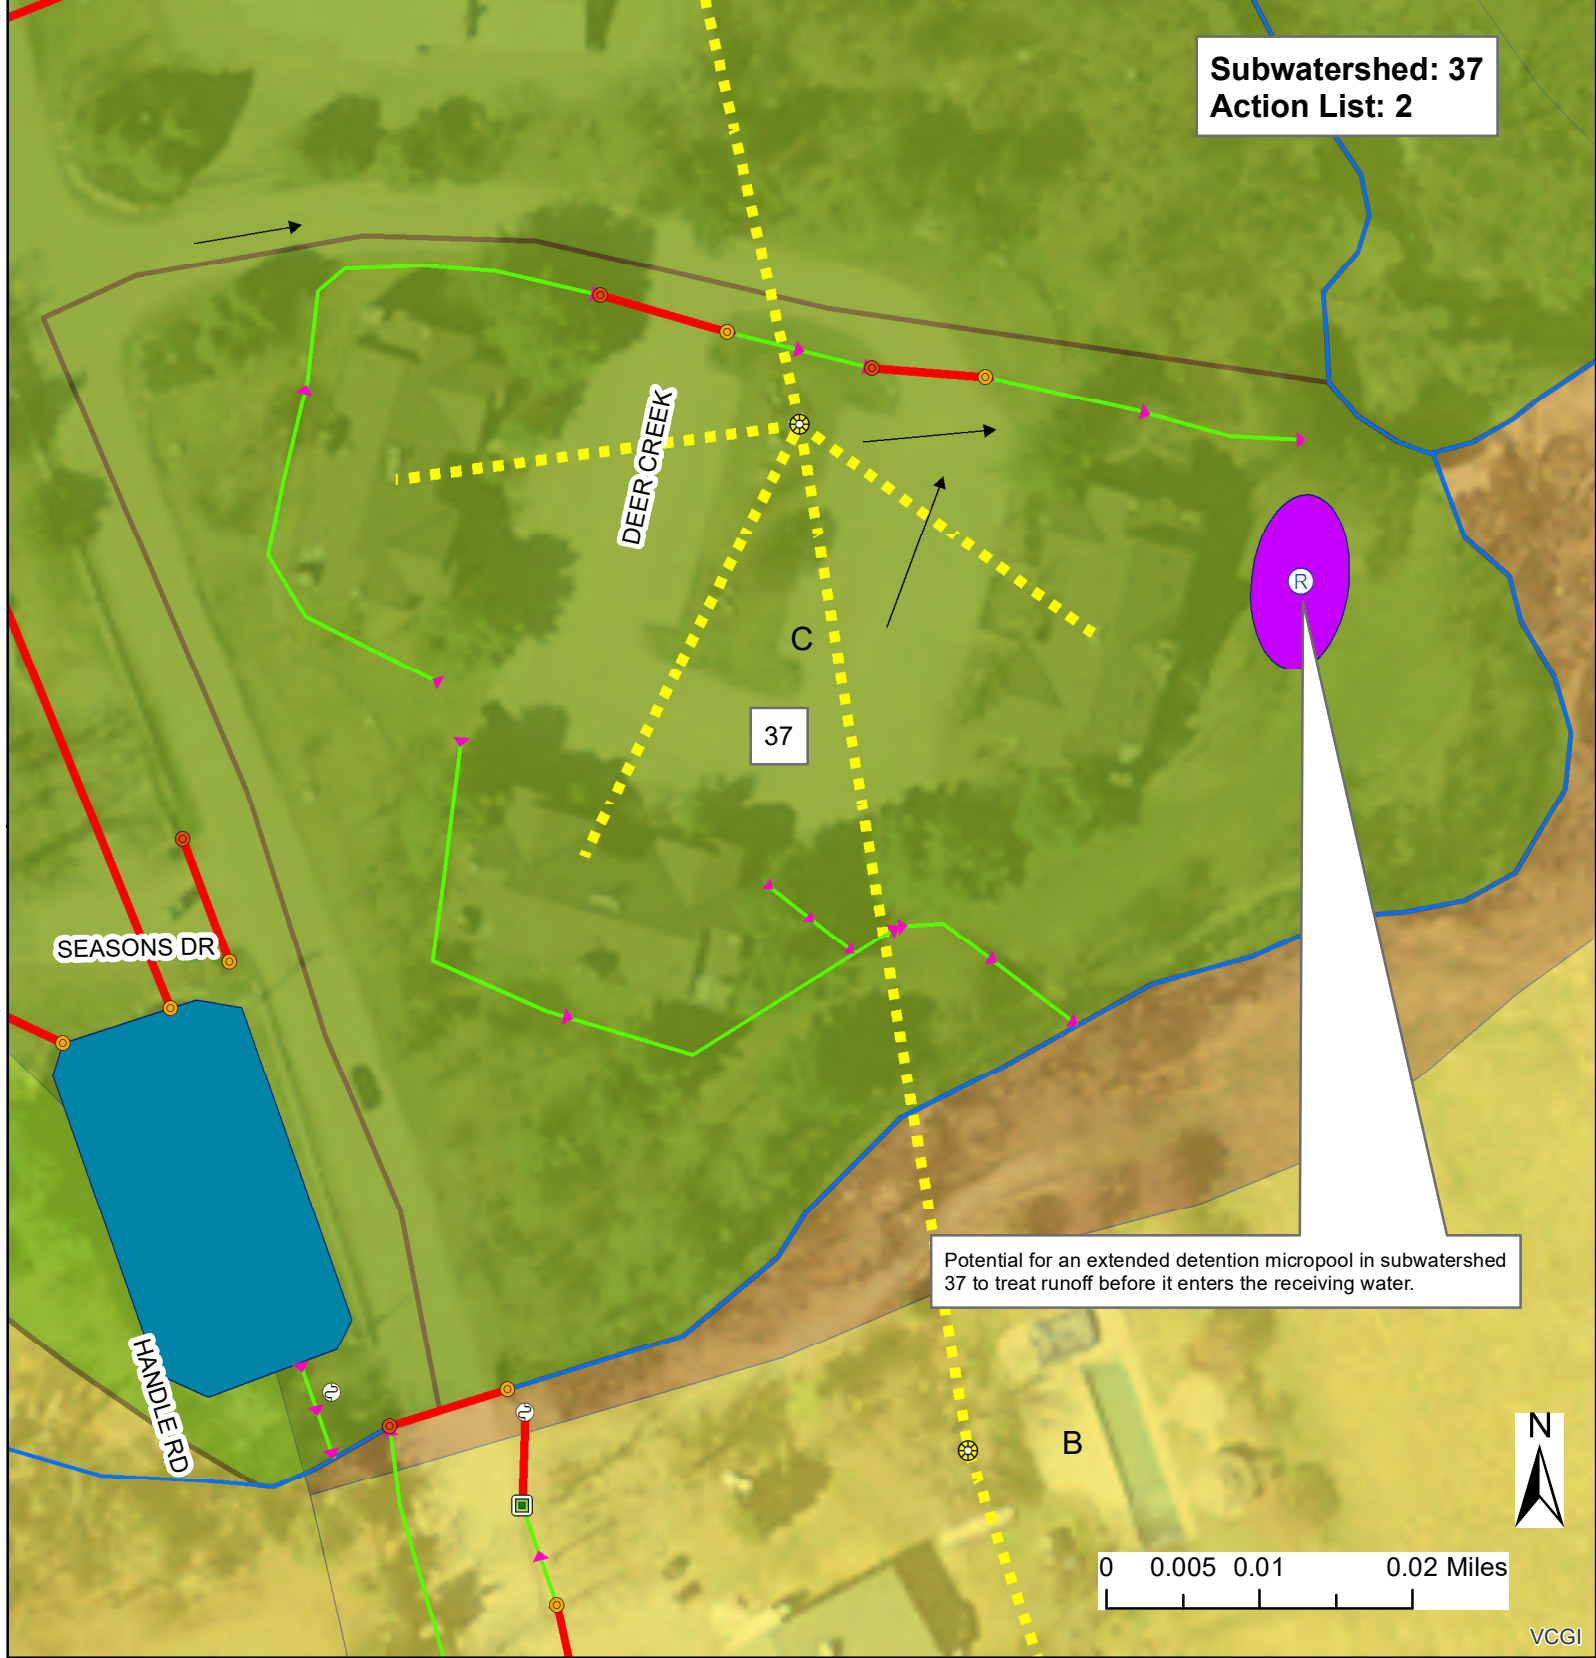 Subwatershed: 37
Action List: 2
DEER CREEK
R
C
37
SEASONS DR
Potential for an extended detention micropool in subwatershed
37 to treat runoff before it enters the receiving water.
HANDLE RD
B
N
0 0.005 0.01 0.02 Miles
VCGI